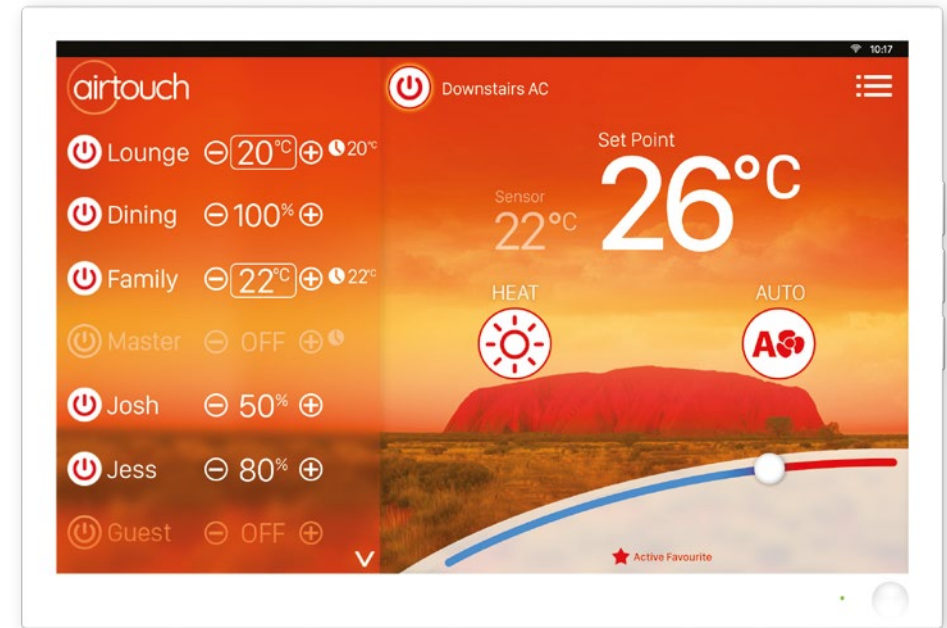 10:17
airtouch
Downstairs AC
Lounge 20°C 20°C
Dining 100%
Family 22°C 22°C
Master OFF
Josh 50%
Jess 80%
Guest OFF
Set Point
26°C
Sensor
22°C
HEAT
AUTO
A
Active Favourite